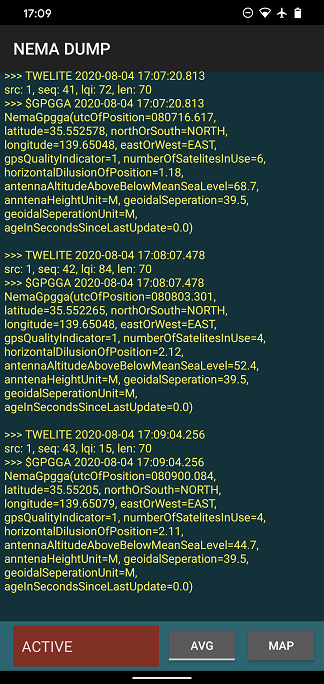 17:09
NEMA DUMP
>>> TWELITE 2020-08-04 17:07:20.813
src: 1, seq: 41, lqi: 72, len: 70
>>> $GPGGA 2020-08-04 17:07:20.813
NemaGpgga(utcOfPosition=080716.617,
latitude=35.552578, northOrSouth=NORTH,
longitude=139.65048, eastOrWest=EAST,
gpsQualityIndicator=1, numberOfSatelitesInUse=6,
horizontalDilusionOfPosition=1.18,
antennaAltitudeAboveBelowMeanSeaLevel=68.7,
anntenaHeightUnit=M, geoidalSeperation=39.5,
geoidalSeperationUnit=M,
ageInSecondsSinceLastUpdate=0.0)
>>> TWELITE 2020-08-04 17:08:07.478
src: 1, seq: 42, lqi: 84, len: 70
>>> $GPGGA 2020-08-04 17:08:07.478
NemaGpgga(utcOfPosition=080803.301,
latitude=35.552265, northOrSouth=NORTH,
longitude=139.65048, eastOrWest=EAST,
gpsQualityIndicator=1, numberOfSatelitesInUse=4,
horizontalDilusionOfPosition=2.12,
antennaAltitudeAboveBelowMeanSeaLevel=52.4,
anntenaHeightUnit=M, geoidalSeperation=39.5,
geoidalSeperationUnit=M,
ageInSecondsSinceLastUpdate=0.0)
>>> TWELITE 2020-08-04 17:09:04.256
src: 1, seq: 43, lqi: 15, len: 70
>>> $GPGGA 2020-08-04 17:09:04.256
NemaGpgga(utcOfPosition=080900.084,
latitude=35.55205, northOrSouth=NORTH,
longitude=139.65079, eastOrWest=EAST,
gpsQualityIndicator=1, numberOfSatelitesInUse=4,
horizontalDilusionOfPosition=2.11,
antennaAltitudeAboveBelowMeanSeaLevel=44.7,
anntenaHeightUnit=M, geoidalSeperation=39.5,
geoidalSeperationUnit=M,
ageInSecondsSinceLastUpdate=0.0)
ACTIVE
AVG
MAP